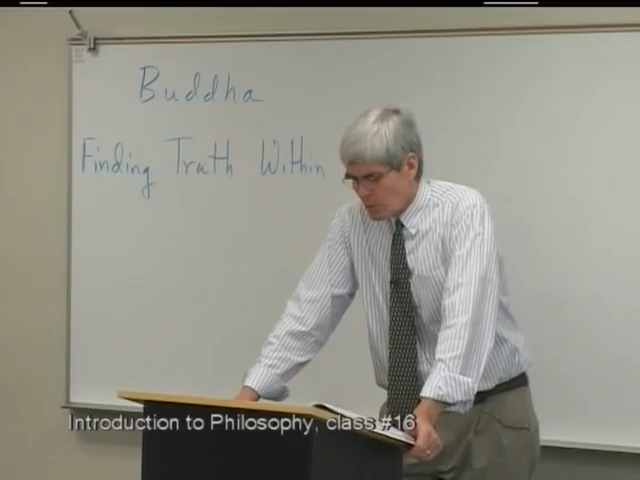 Buddha
Finding Truth Within
Introduction to Philosophy, class #16